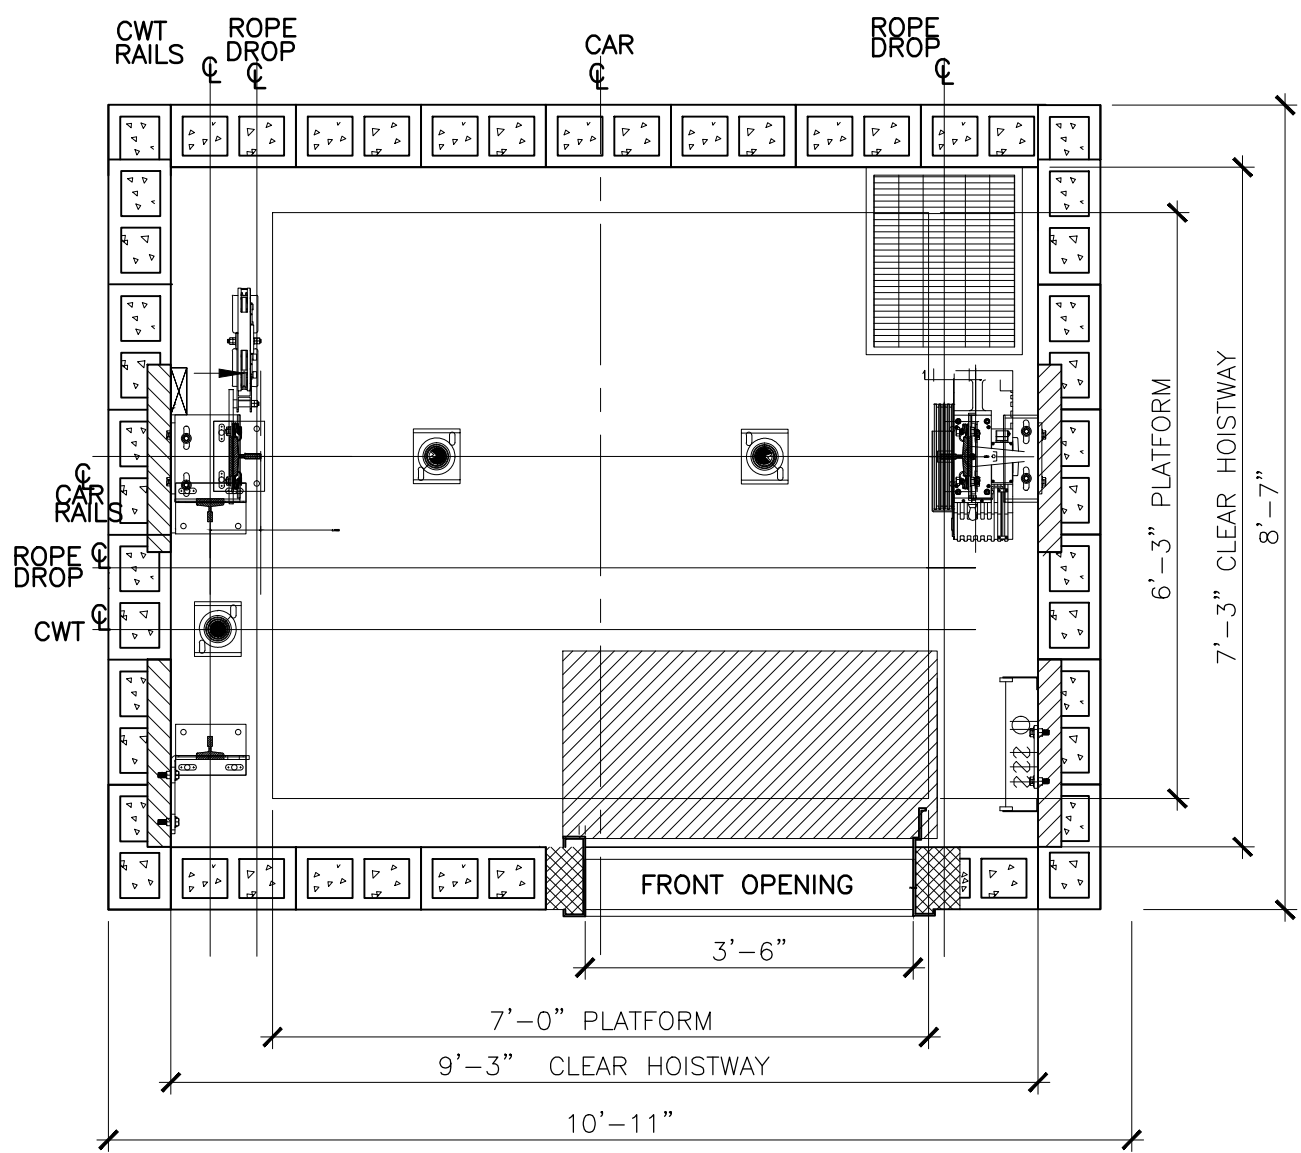 CWT
RAILS
℄
ROPE
DROP
℄
CAR
℄
ROPE
DROP
℄
℄
CAR
RAILS
ROPE ℄
DROP
CWT ℄
6'-3" PLATFORM
7'-3" CLEAR HOISTWAY
8'-7"
FRONT OPENING
3'-6"
7'-0" PLATFORM
9'-3" CLEAR HOISTWAY
10'-11"